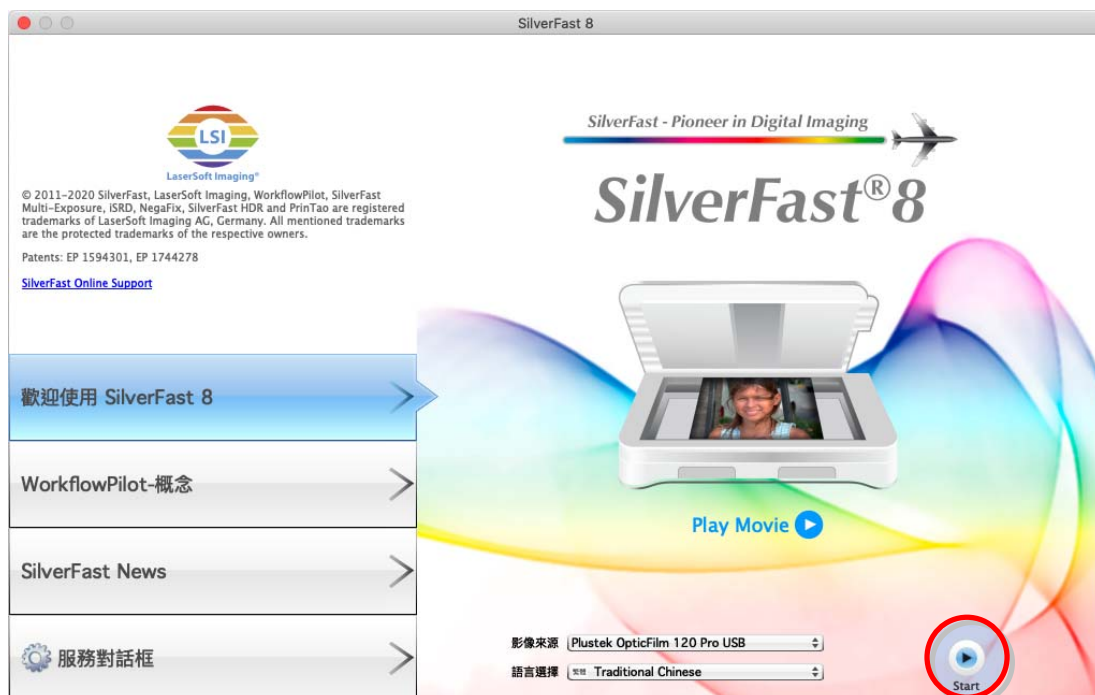 SilverFast 8
LSI
LaserSoft Imaging®
© 2011–2020 SilverFast, LaserSoft Imaging, WorkflowPilot, SilverFast
Multi-Exposure, iSRD, NegaFix, SilverFast HDR and PrinTao are registered
trademarks of LaserSoft Imaging AG, Germany. All mentioned trademarks
are the protected trademarks of the respective owners.
Patents: EP 1594301, EP 1744278
SilverFast Online Support
歡迎使用 SilverFast 8
WorkflowPilot-概念
SilverFast News
服務對話框
SilverFast - Pioneer in Digital Imaging
SilverFast®8
Play Movie
影像來源 Plustek OpticFilm 120 Pro USB
語言選擇 繁體 Traditional Chinese
Start